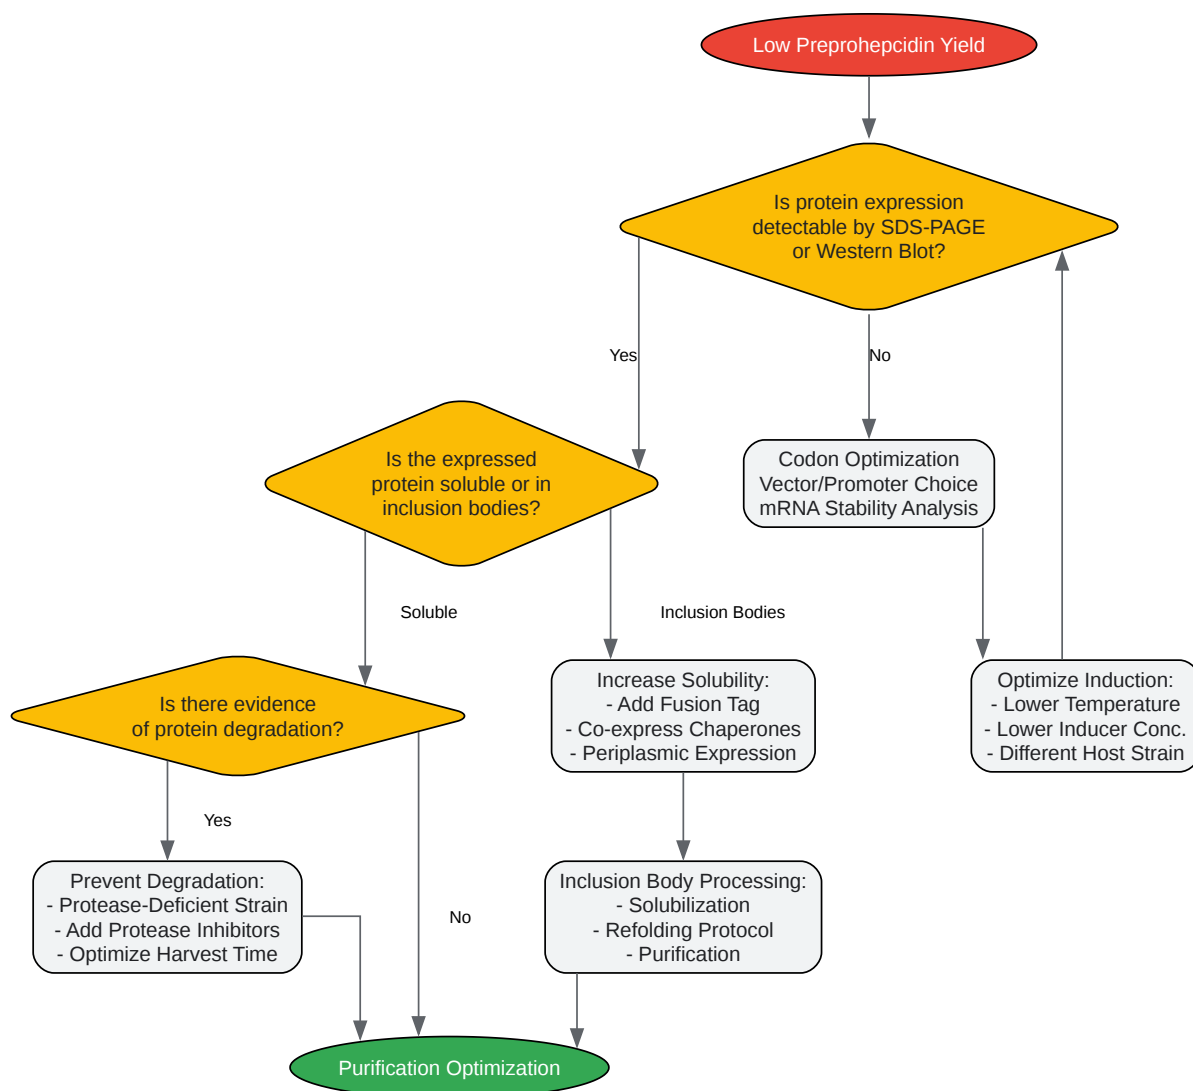 Low Preprohepcidin Yield
Is protein expression
detectable by SDS-PAGE
or Western Blot?
Yes
No
Is the expressed
protein soluble or in
inclusion bodies?
Codon Optimization
Vector/Promoter Choice
mRNA Stability Analysis
Soluble
Inclusion Bodies
Is there evidence
of protein degradation?
Increase Solubility:
- Add Fusion Tag
- Co-express Chaperones
- Periplasmic Expression
Optimize Induction:
- Lower Temperature
- Lower Inducer Conc.
- Different Host Strain
Yes
No
Prevent Degradation:
- Protease-Deficient Strain
- Add Protease Inhibitors
- Optimize Harvest Time
Inclusion Body Processing:
- Solubilization
- Refolding Protocol
- Purification
Purification Optimization